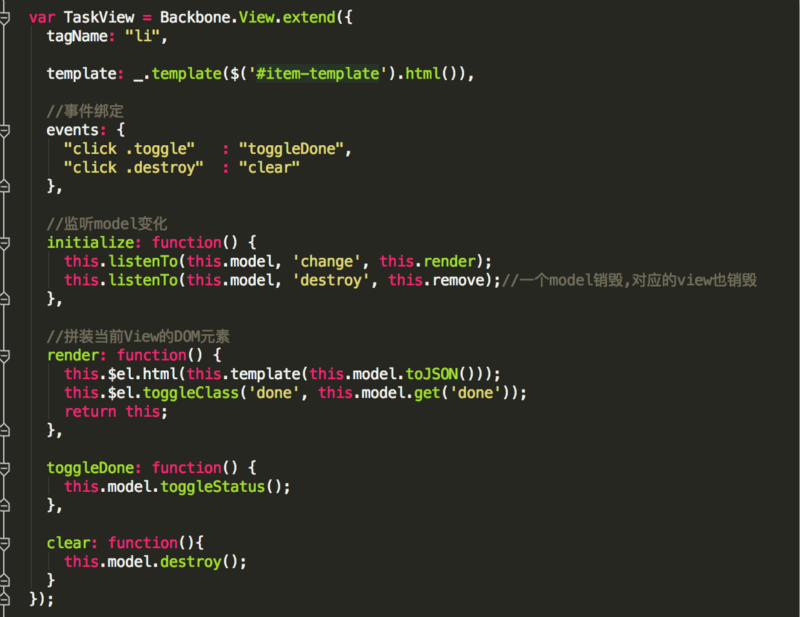 var TaskView = Backbone.View.extend({
  tagName: "li",

  template: _.template($('#item-template').html()),

  //事件绑定
  events: {
    "click .toggle"   : "toggleDone",
    "click .destroy"  : "clear"
  },

  //监听model变化
  initialize: function() {
    this.listenTo(this.model, 'change', this.render);
    this.listenTo(this.model, 'destroy', this.remove);//一个model销毁,对应的view也销毁
  },

  //拼装当前View的DOM元素
  render: function() {
    this.$el.html(this.template(this.model.toJSON()));
    this.$el.toggleClass('done', this.model.get('done'));
    return this;
  },

  toggleDone: function() {
    this.model.toggleStatus();
  },

  clear: function(){
    this.model.destroy();
  }
});